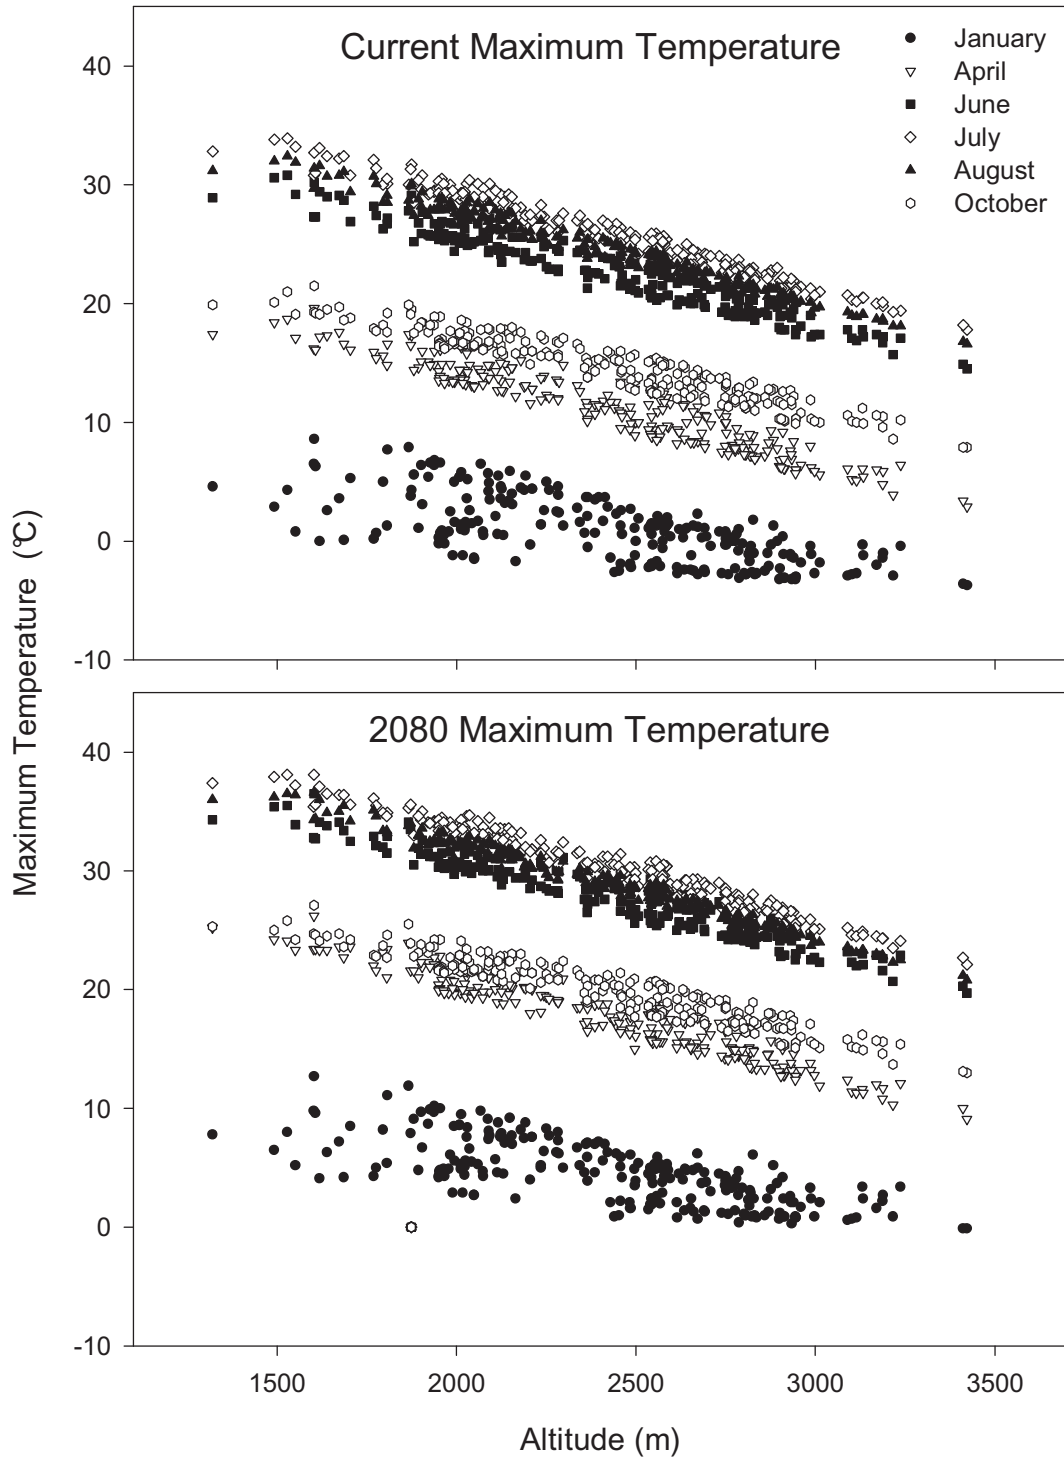 Current Maximum Temperature
January
April
June
July
August
October
40
30
20
10
0
-10
Maximum Temperature (°C)
2080 Maximum Temperature
40
30
20
10
0
-10
1500 2000 2500 3000 3500
Altitude (m)